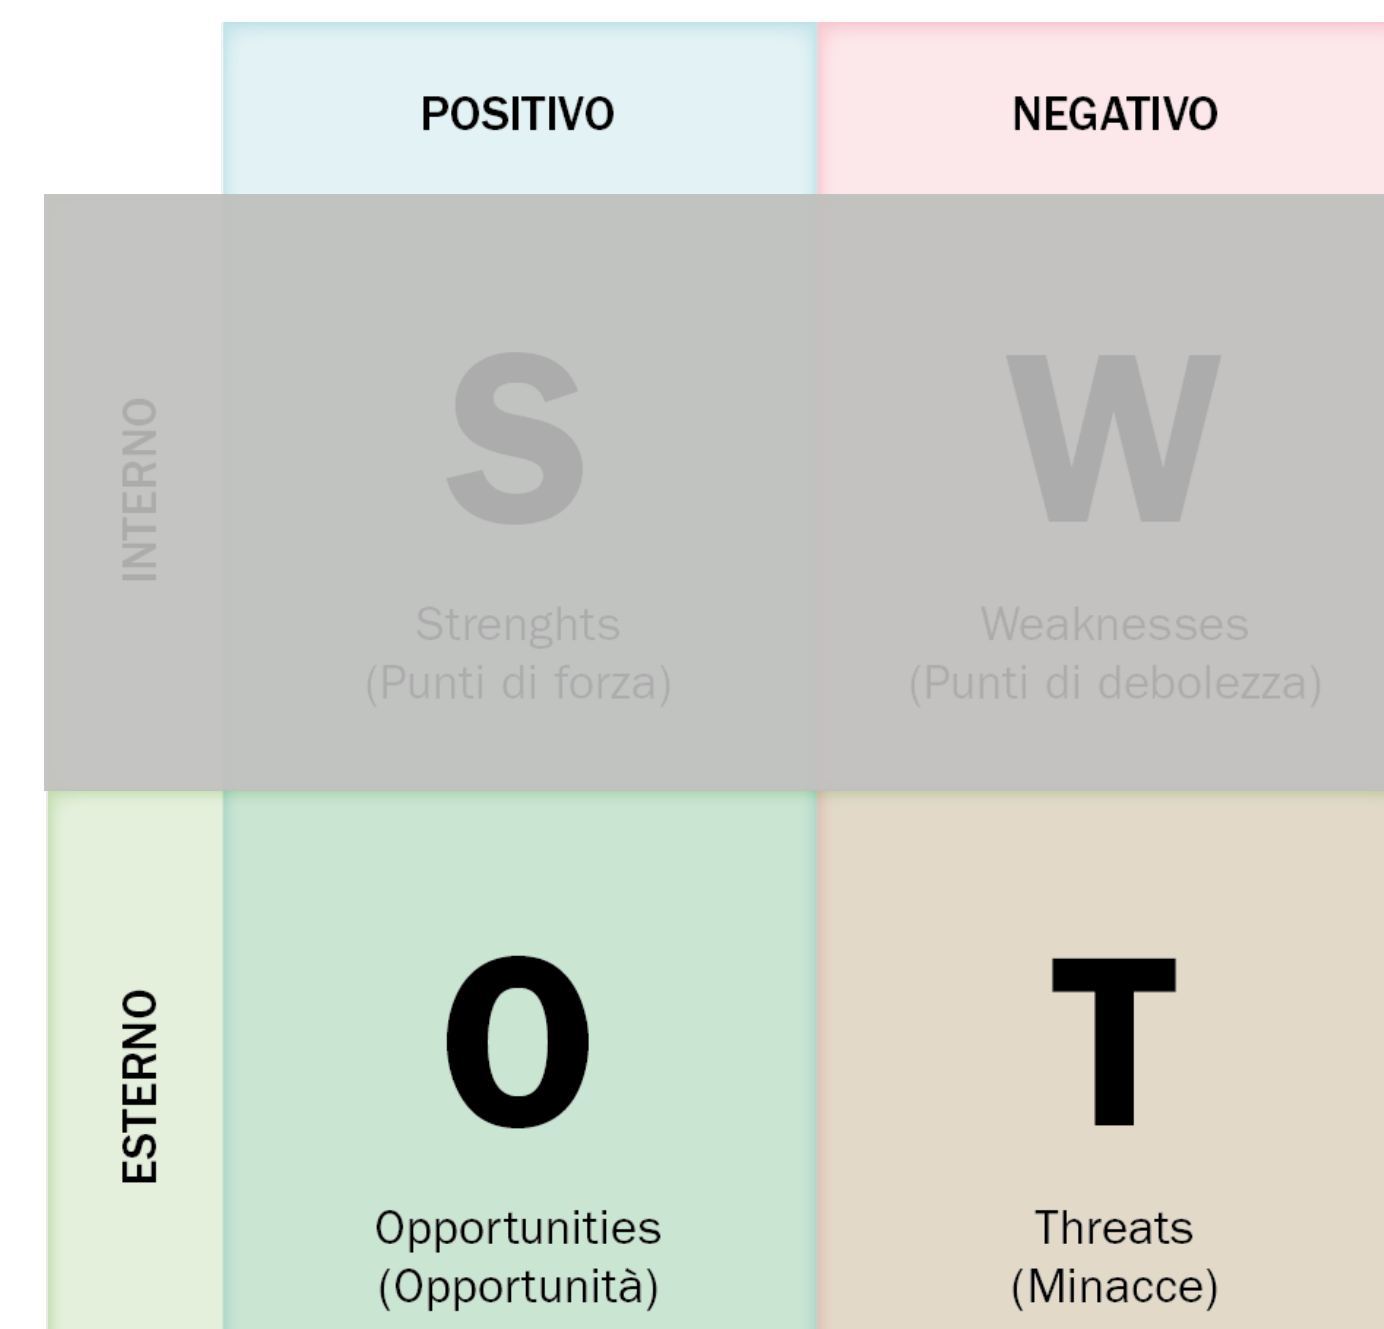 POSITIVO
NEGATIVO
INTERNO
S
Strenghts
(Punti di forza)
W
Weaknesses
(Punti di debolezza)
ESTERNO
O
Opportunities
(Opportunità)
T
Threats
(Minacce)